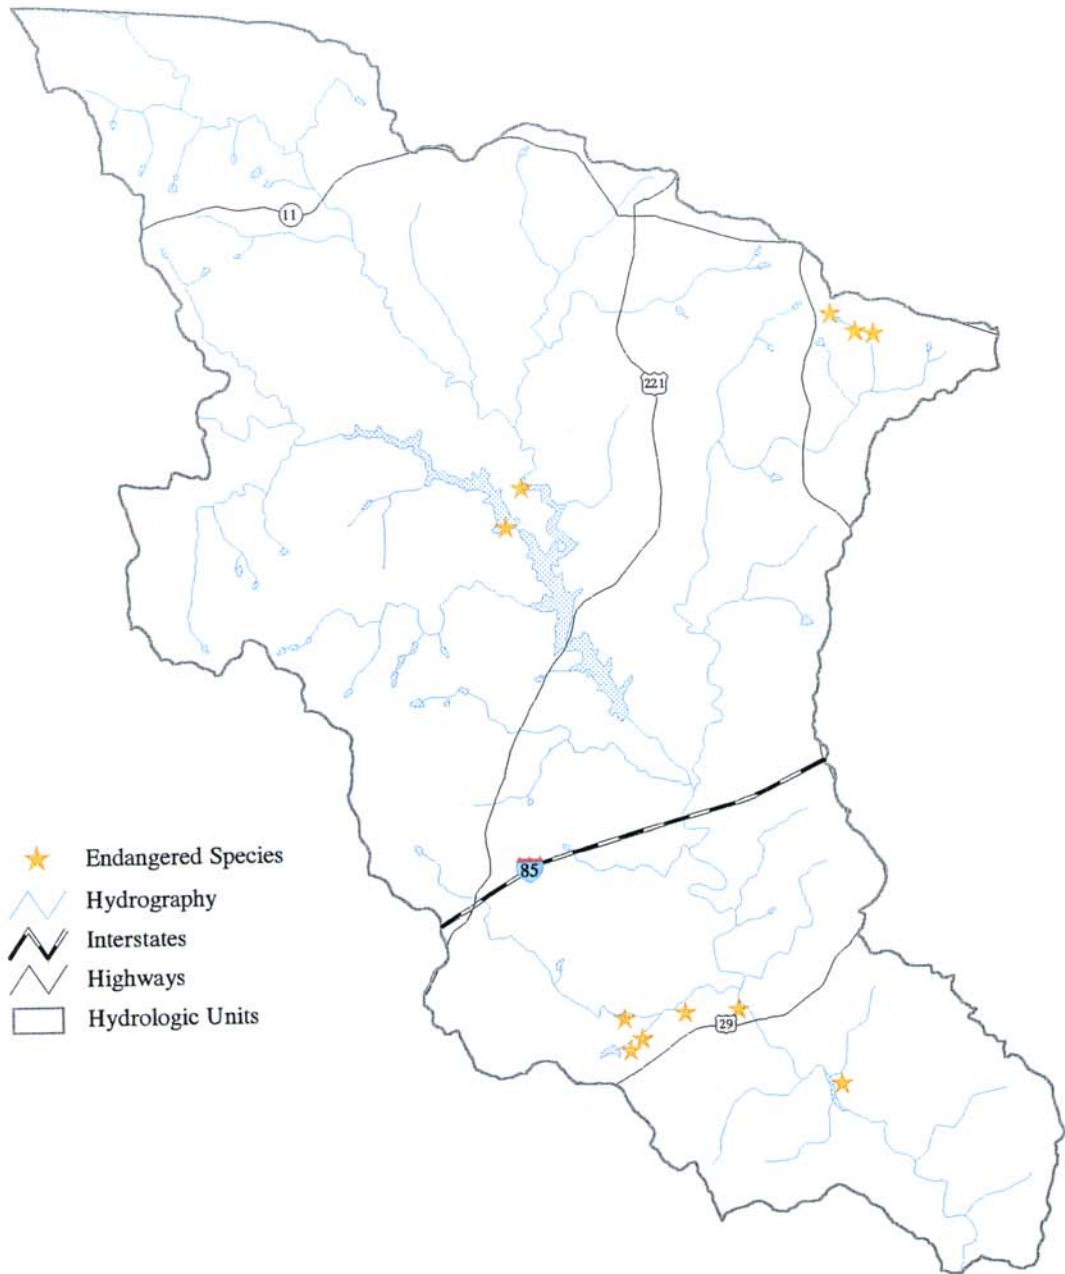 11
221
Endangered Species
85
Hydrography
Interstates
Highways
Hydrologic Units
29